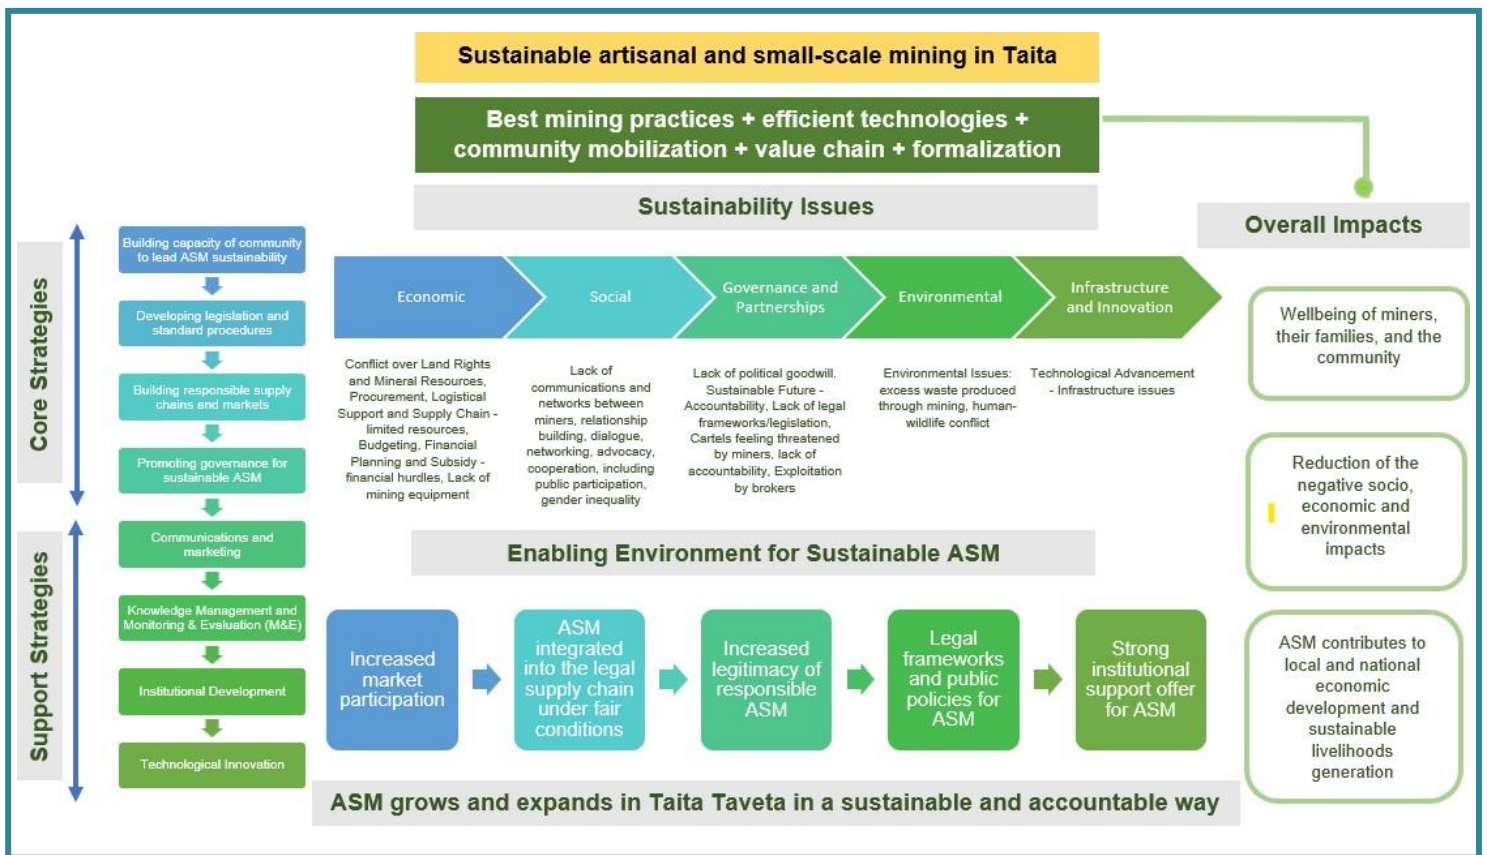 Sustainable artisanal and small-scale mining in Taita
Best mining practices + efficient technologies +
community mobilization + value chain + formalization
Sustainability Issues
Overall Impacts
Core Strategies
Building capacity of community
to lead ASM sustainability
Developing legislation and
standard procedures
Building responsible supply
chains and markets
Promoting governance for
sustainable ASM
Support Strategies
Communications and
marketing
Knowledge Management and
Monitoring & Evaluation (M&E)
Institutional Development
Technological Innovation
Economic
Social
Governance and
Partnerships
Environmental
Infrastructure
and Innovation
Conflict over Land Rights
and Mineral Resources,
Procurement, Logistical
Support and Supply Chain -
limited resources,
Budgeting, Financial
Planning and Subsidy -
financial hurdles, Lack of
mining equipment
Lack of
communications and
networks between
miners, relationship
building, dialogue,
networking, advocacy,
cooperation, including
public participation,
gender inequality
Lack of political goodwill.
Sustainable Future -
Accountability, Lack of legal
frameworks/legislation,
Cartels feeling threatened
by miners, lack of
accountability, Exploitation
by brokers
Environmental Issues:
excess waste produced
through mining, human-
wildlife conflict
Technological Advancement
- Infrastructure issues
Enabling Environment for Sustainable ASM
Increased
market
participation
ASM
integrated
into the legal
supply chain
under fair
conditions
Increased
legitimacy of
responsible
ASM
Legal
frameworks
and public
policies for
ASM
Strong
institutional
support offer
for ASM
ASM grows and expands in Taita Taveta in a sustainable and accountable way
Wellbeing of miners,
their families, and the
community
Reduction of the
negative socio,
economic and
environmental
impacts
ASM contributes to
local and national
economic
development and
sustainable
livelihoods
generation